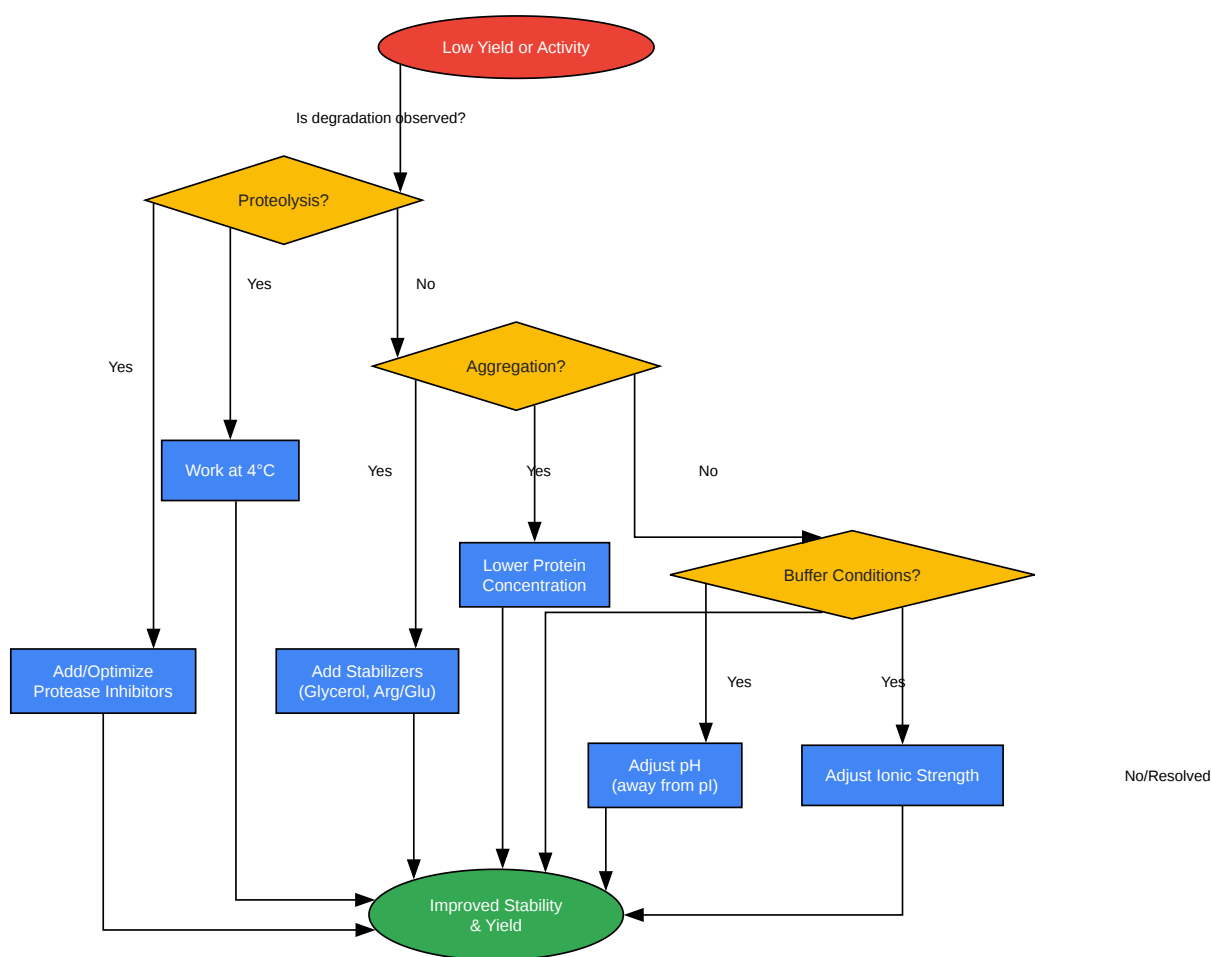 Low Yield or Activity
Is degradation observed?
Proteolysis?
Yes
No
Yes
Aggregation?
Work at 4°C
Yes
Yes
No
Lower Protein
Concentration
Buffer Conditions?
Add/Optimize
Protease Inhibitors
Add Stabilizers
(Glycerol, Arg/Glu)
Yes
Yes
Adjust pH
(away from pI)
Adjust Ionic Strength
No/Resolved
Improved Stability
& Yield